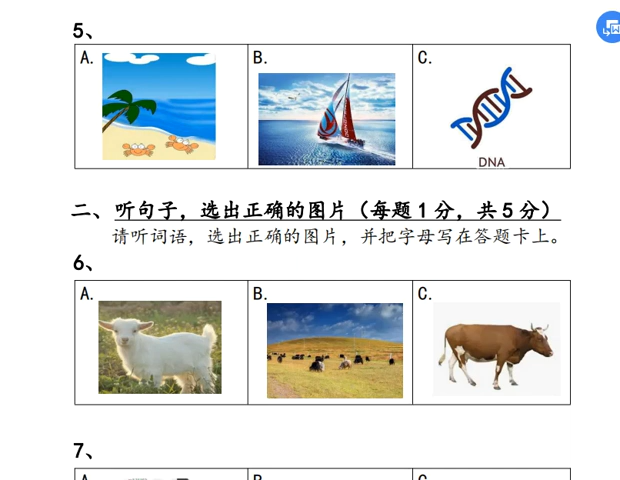 5、
A. B. C.
DNA
二、听句子，选出正确的图片（每题1分，共5分）
请听词语，选出正确的图片，并把字母写在答题卡上。
6、
A. B. C.
7、